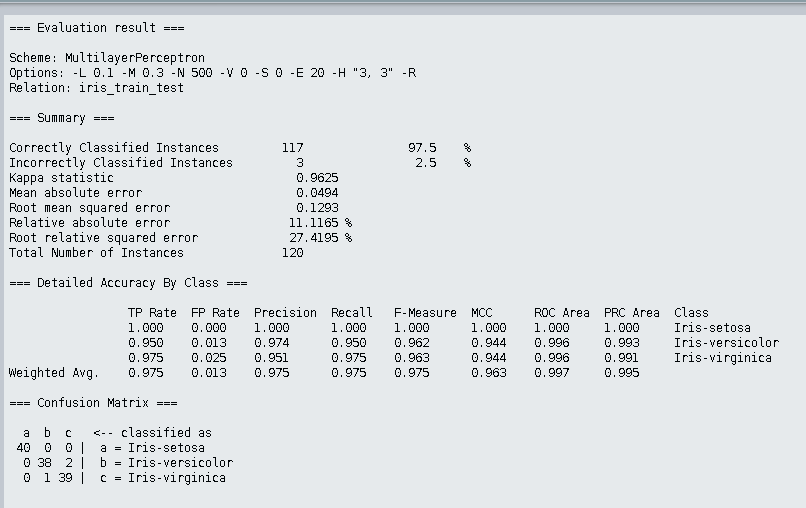 === Evaluation result ===
Scheme: MultilayerPerceptron
Options: -L 0.1 -M 0.3 -N 500 -V 0 -S 0 -E 20 -H "3, 3" -R
Relation: iris_train_test
=== Summary ===
Correctly Classified Instances 117 97.5 %
Incorrectly Classified Instances 3 2.5 %
Kappa statistic 0.9625
Mean absolute error 0.0494
Root mean squared error 0.1293
Relative absolute error 11.1165 %
Root relative squared error 27.4195 %
Total Number of Instances 120
=== Detailed Accuracy By Class ===
TP Rate FP Rate Precision Recall F-Measure MCC ROC Area PRC Area Class
1.000 0.000 1.000 1.000 1.000 1.000 1.000 1.000 Iris-setosa
0.950 0.013 0.974 0.950 0.962 0.944 0.996 0.993 Iris-versicolor
0.975 0.025 0.951 0.975 0.963 0.944 0.996 0.991 Iris-virginica
Weighted Avg. 0.975 0.013 0.975 0.975 0.975 0.963 0.997 0.995
=== Confusion Matrix ===
a b c <-- classified as
40 0 0 | a = Iris-setosa
0 38 2 | b = Iris-versicolor
0 1 39 | c = Iris-virginica